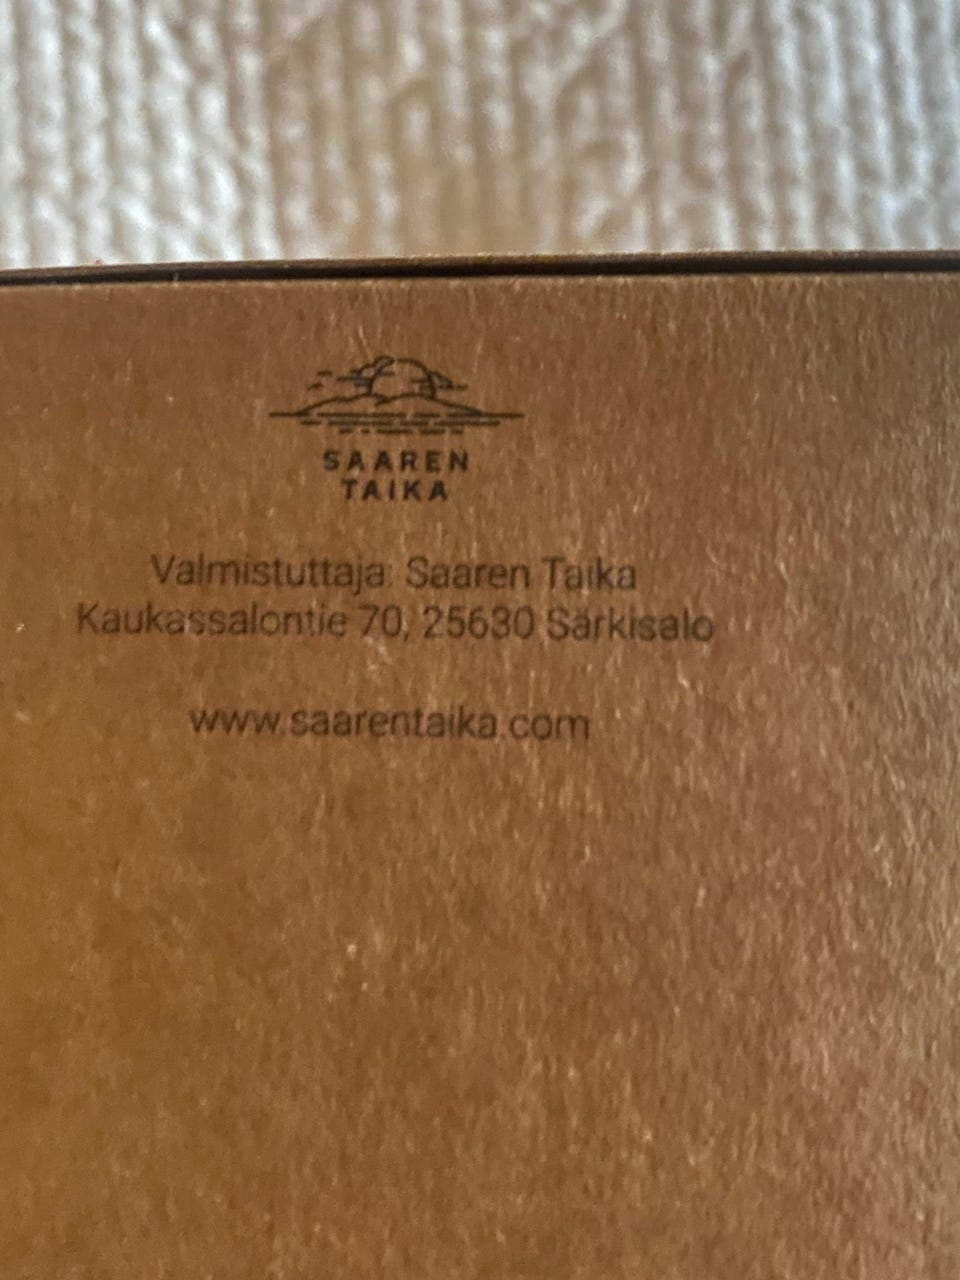 SAAREN
TAIKA
Valmistuttaja: Saaren Taika
Kaukassalontie 70, 25630 Särkisalo
www.saarentaika.com